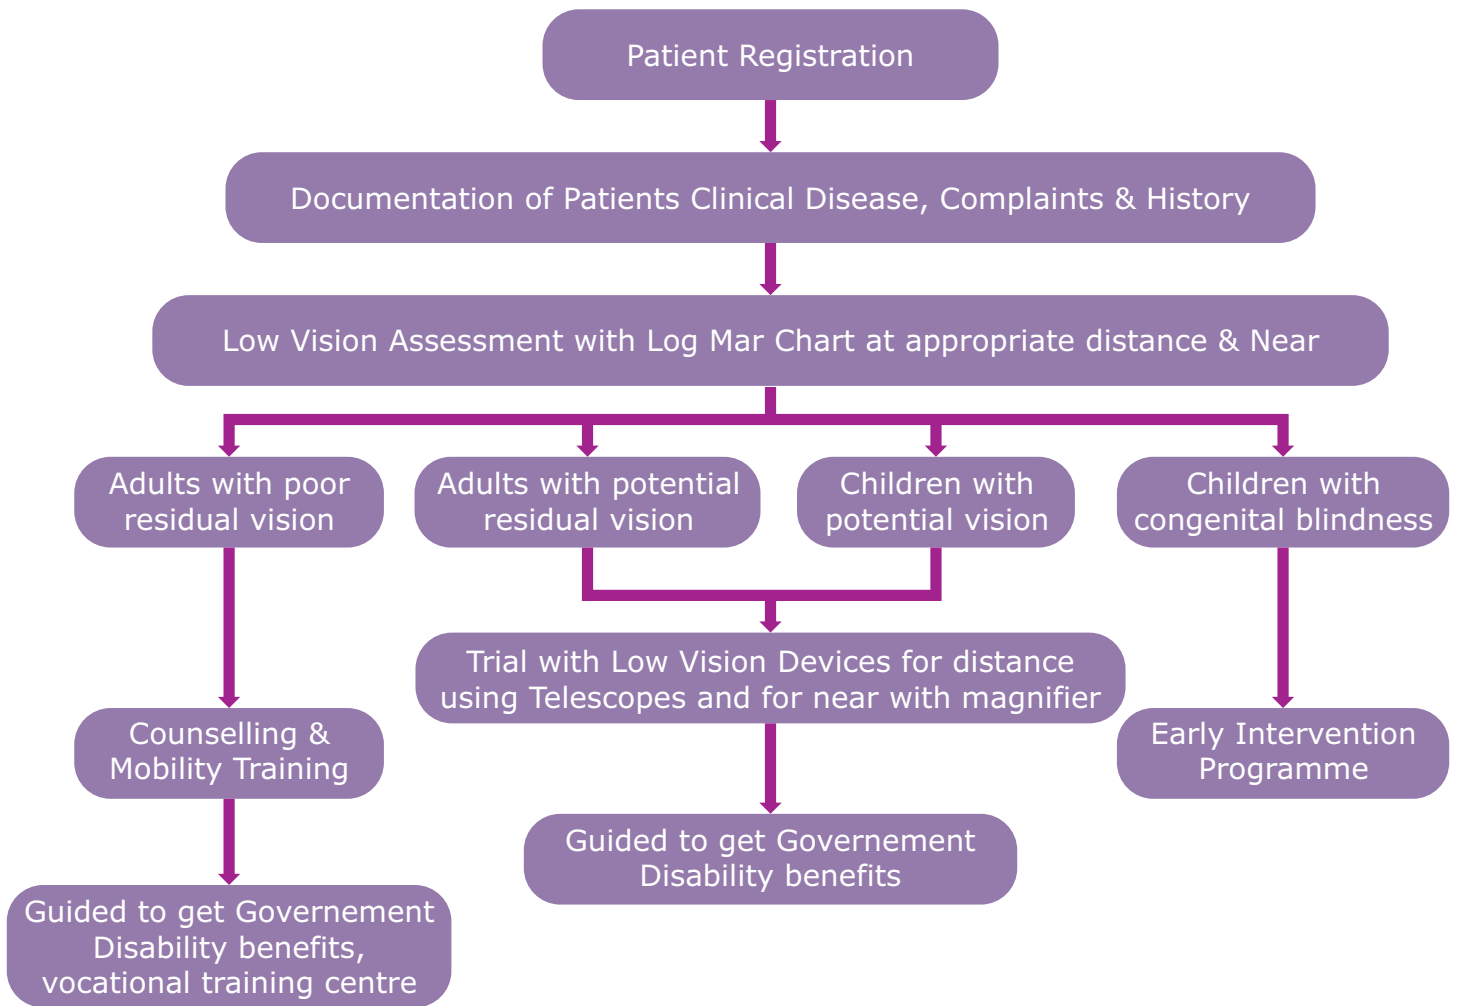 Patient Registration
Documentation of Patients Clinical Disease, Complaints & History
Low Vision Assessment with Log Mar Chart at appropriate distance & Near
Adults with poor
residual vision
Adults with potential
residual vision
Children with
potential vision
Children with
congenital blindness
Trial with Low Vision Devices for distance
using Telescopes and for near with magnifier
Counselling &
Mobility Training
Early Intervention
Programme
Guided to get Governement
Disability benefits
Guided to get Governement
Disability benefits,
vocational training centre